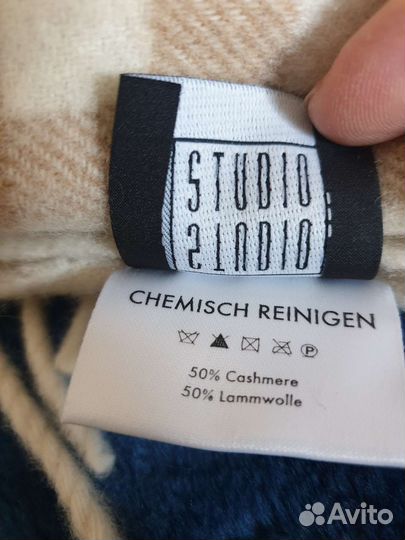 STUDIO
STUDIO
CHEMISCH REINIGEN
P
50% Cashmere
50% Lammwolle
Avito